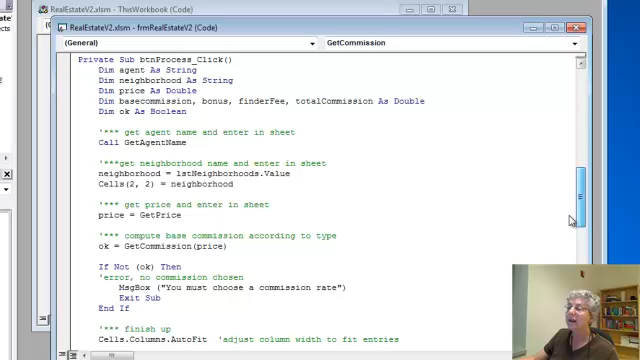 RealEstateV2.xlsm - ThisWorkbook (Code)
RealEstateV2.xlsm - frmRealEstateV2 (Code)
(General)
GetCommission
Private Sub btnProcess_Click()
Dim agent As String
Dim neighborhood As String
Dim price As Double
Dim basecommission, bonus, finderFee, totalCommission As Double
Dim ok As Boolean
'*** get agent name and enter in sheet
Call GetAgentName
'***get neighborhood name and enter in sheet
neighborhood = lstNeighborhoods.Value
Cells(2, 2) = neighborhood
'*** get price and enter in sheet
price = GetPrice
'*** compute base commission according to type
ok = GetCommission(price)
If Not (ok) Then
'error, no commission chosen
MsgBox ("You must choose a commission rate")
Exit Sub
End If
'*** finish up
Cells.Columns.AutoFit 'adjust column width to fit entries